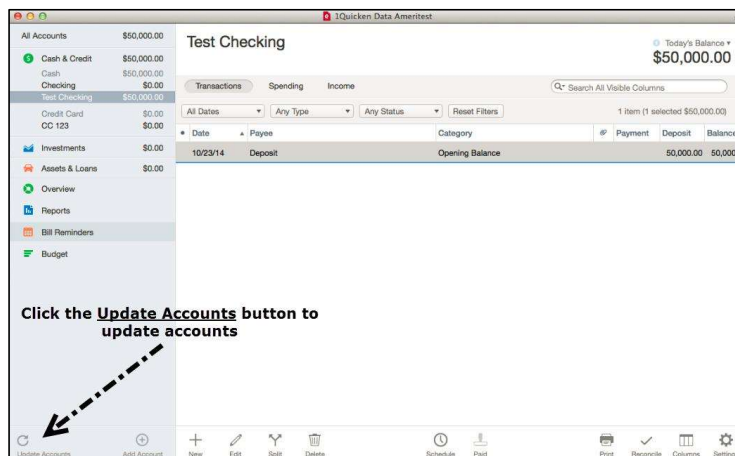 1Quicken Data Ameritest
All Accounts $50,000.00
Cash & Credit $50,000.00
Cash $50,000.00
Checking $0.00
Test Checking $50,000.00
Credit Card $0.00
CC 123 $0.00
Investments $0.00
Assets & Loans $0.00
Overview
Reports
Bill Reminders
Budget
Click the Update Accounts button to
update accounts
Update Accounts Add Account
Test Checking
Today's Balance
$50,000.00
Transactions Spending Income Search All Visible Columns
All Dates Any Type Any Status Reset Filters 1 item (1 selected $50,000.00)
Date Payee Category Payment Deposit Balance
10/23/14 Deposit Opening Balance 50,000.00 50,000
New Edit Split Delete Schedule Paid Print Reconcile Columns Setting